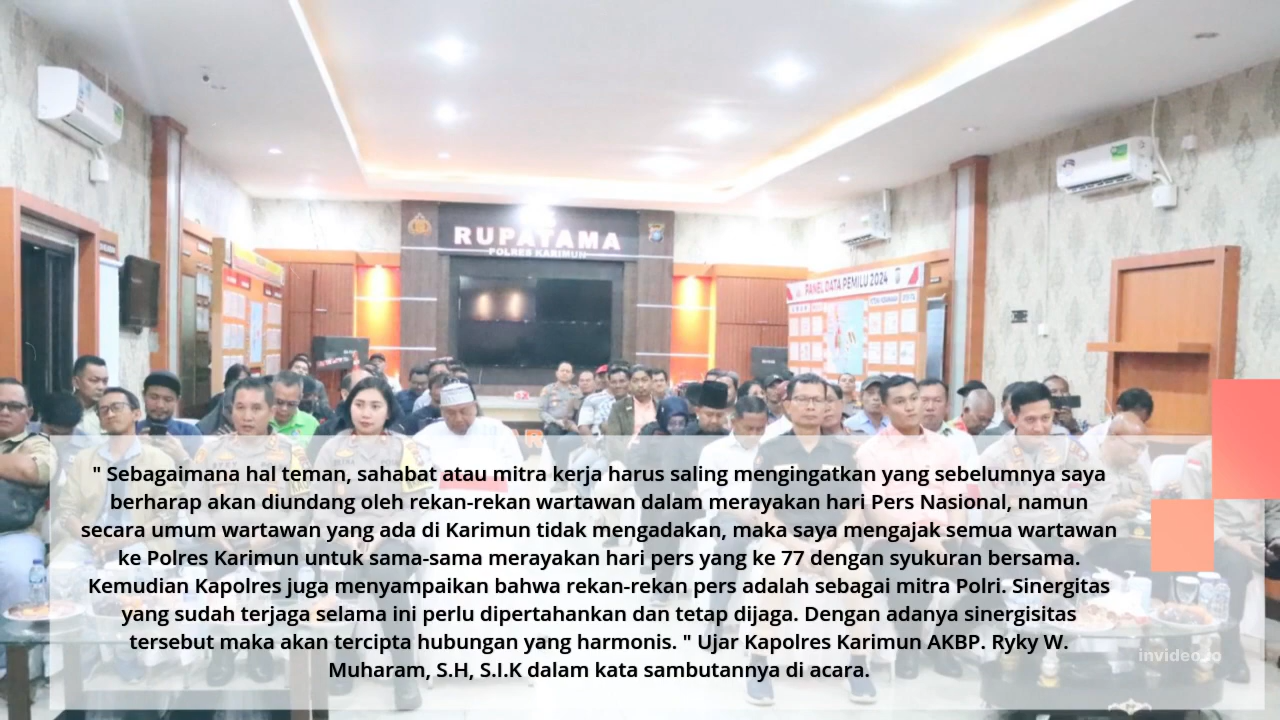 RUPATAMA
POLRES KARIMUN
PANEL DATA PEMILU 2024
" Sebagaimana hal teman, sahabat atau mitra kerja harus saling mengingatkan yang sebelumnya saya
berharap akan diundang oleh rekan-rekan wartawan dalam merayakan hari Pers Nasional, namun
secara umum wartawan yang ada di Karimun tidak mengadakan, maka saya mengajak semua wartawan
ke Polres Karimun untuk sama-sama merayakan hari pers yang ke 77 dengan syukuran bersama.
Kemudian Kapolres juga menyampaikan bahwa rekan-rekan pers adalah sebagai mitra Polri. Sinergitas
yang sudah terjaga selama ini perlu dipertahankan dan tetap dijaga. Dengan adanya sinergisitas
tersebut maka akan tercipta hubungan yang harmonis. " Ujar Kapolres Karimun AKBP. Ryky W.
Muharam, S.H, S.I.K dalam kata sambutannya di acara.
invideo.io